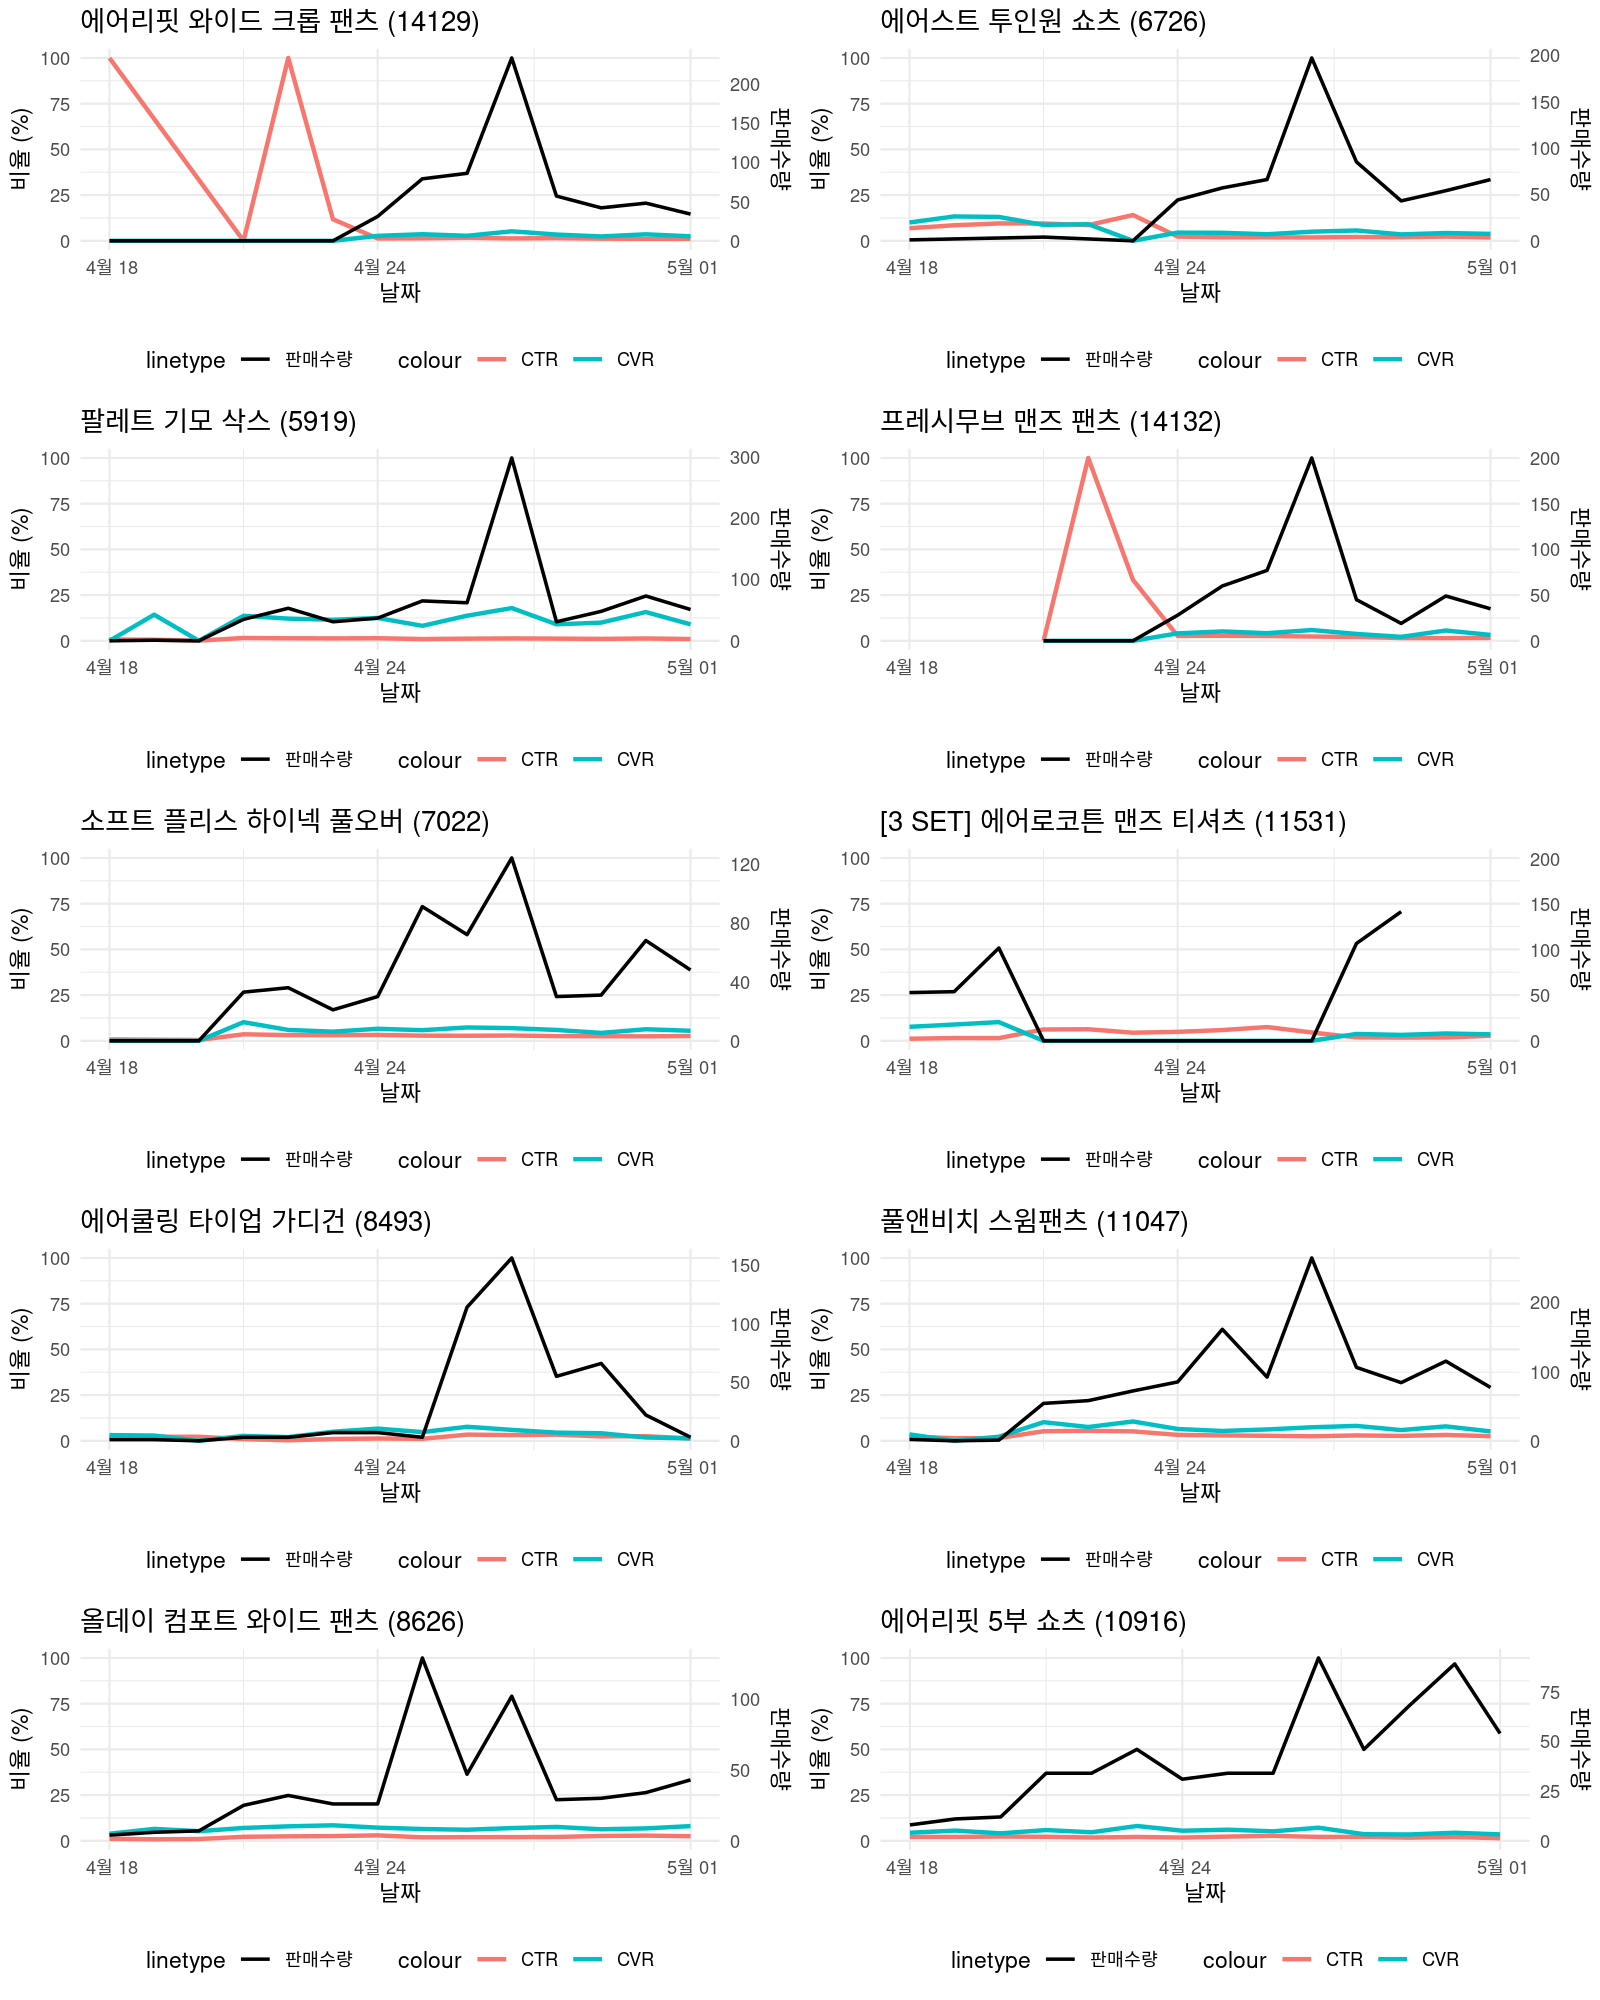 에어리핏 와이드 크롭 팬츠 (14129)
100
75
50
25
0
비율 (%)
200
150
100
50
0
판매수량
4월 18
4월 24
5월 01
날짜
linetype 판매수량 colour CTR CVR
에어스트 투인원 쇼츠 (6726)
100
75
50
25
0
비율 (%)
200
150
100
50
0
판매수량
4월 18
4월 24
5월 01
날짜
linetype 판매수량 colour CTR CVR
팔레트 기모 삭스 (5919)
100
75
50
25
0
비율 (%)
300
200
100
0
판매수량
4월 18
4월 24
5월 01
날짜
linetype 판매수량 colour CTR CVR
프레시무브 맨즈 팬츠 (14132)
100
75
50
25
0
비율 (%)
200
150
100
50
0
판매수량
4월 18
4월 24
5월 01
날짜
linetype 판매수량 colour CTR CVR
소프트 플리스 하이넥 풀오버 (7022)
100
75
50
25
0
비율 (%)
120
80
40
0
판매수량
4월 18
4월 24
5월 01
날짜
linetype 판매수량 colour CTR CVR
[3 SET] 에어로코튼 맨즈 티셔츠 (11531)
100
75
50
25
0
비율 (%)
200
150
100
50
0
판매수량
4월 18
4월 24
5월 01
날짜
linetype 판매수량 colour CTR CVR
에어쿨링 타이업 가디건 (8493)
100
75
50
25
0
비율 (%)
150
100
50
0
판매수량
4월 18
4월 24
5월 01
날짜
linetype 판매수량 colour CTR CVR
풀앤비치 스윔팬츠 (11047)
100
75
50
25
0
비율 (%)
200
100
0
판매수량
4월 18
4월 24
5월 01
날짜
linetype 판매수량 colour CTR CVR
올데이 컴포트 와이드 팬츠 (8626)
100
75
50
25
0
비율 (%)
100
50
0
판매수량
4월 18
4월 24
5월 01
날짜
linetype 판매수량 colour CTR CVR
에어리핏 5부 쇼츠 (10916)
100
75
50
25
0
비율 (%)
75
50
25
0
판매수량
4월 18
4월 24
5월 01
날짜
linetype 판매수량 colour CTR CVR